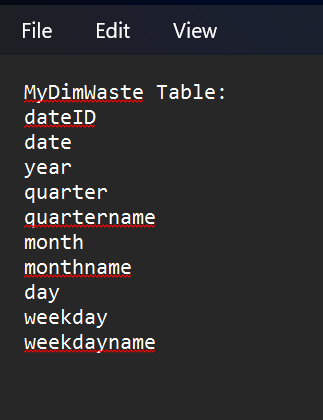 File Edit View
MyDimWaste Table:
dateID
date
year
quarter
quartername
month
monthname
day
weekday
weekdayname